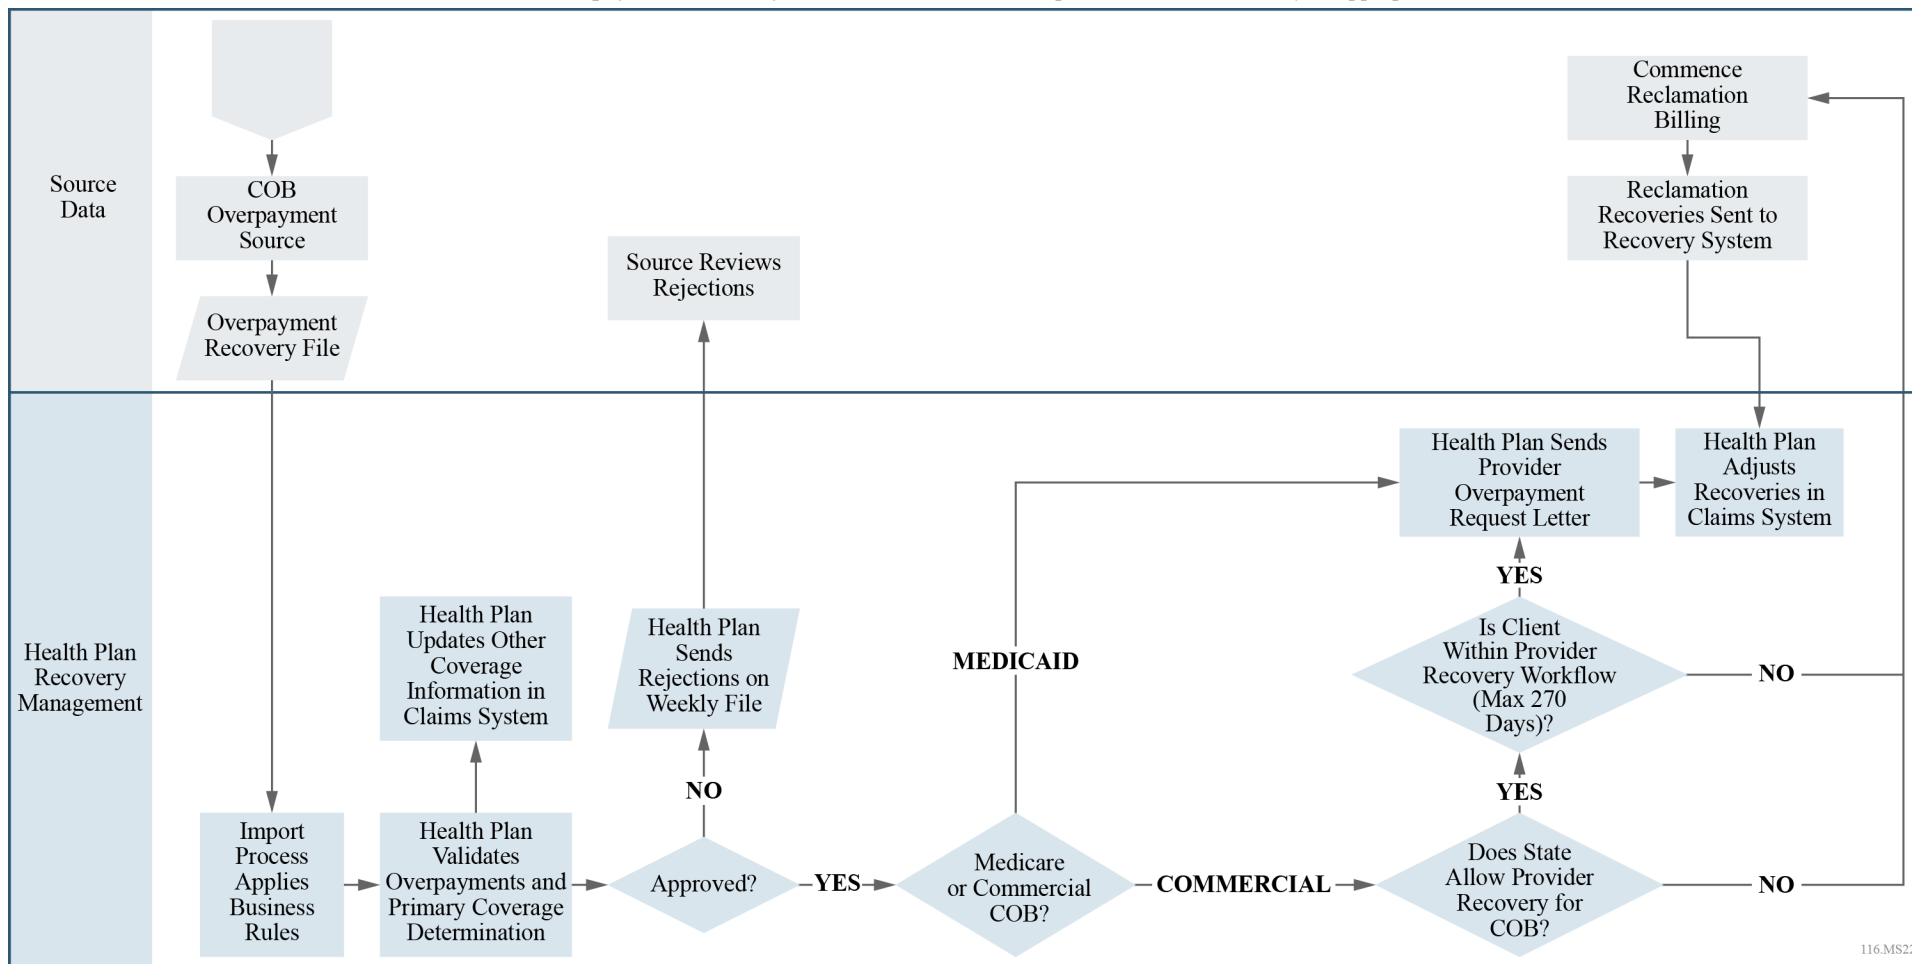 Source
Data
COB
Overpayment
Source
Overpayment
Recovery File
Source Reviews
Rejections
Commence
Reclamation
Billing
Reclamation
Recoveries Sent to
Recovery System
Health Plan
Recovery
Management
Import
Process
Applies
Business
Rules
Health Plan
Updates Other
Coverage
Information in
Claims System
Health Plan
Validates
Overpayments and
Primary Coverage
Determination
Health Plan
Sends
Rejections on
Weekly File
NO
Approved?
YES
MEDICAID
Medicare
or Commercial
COB?
COMMERCIAL
Health Plan Sends
Provider
Overpayment
Request Letter
Health Plan
Adjusts
Recoveries in
Claims System
YES
Is Client
Within Provider
Recovery Workflow
(Max 270
Days)?
NO
YES
Does State
Allow Provider
Recovery for
COB?
NO
116.MS22